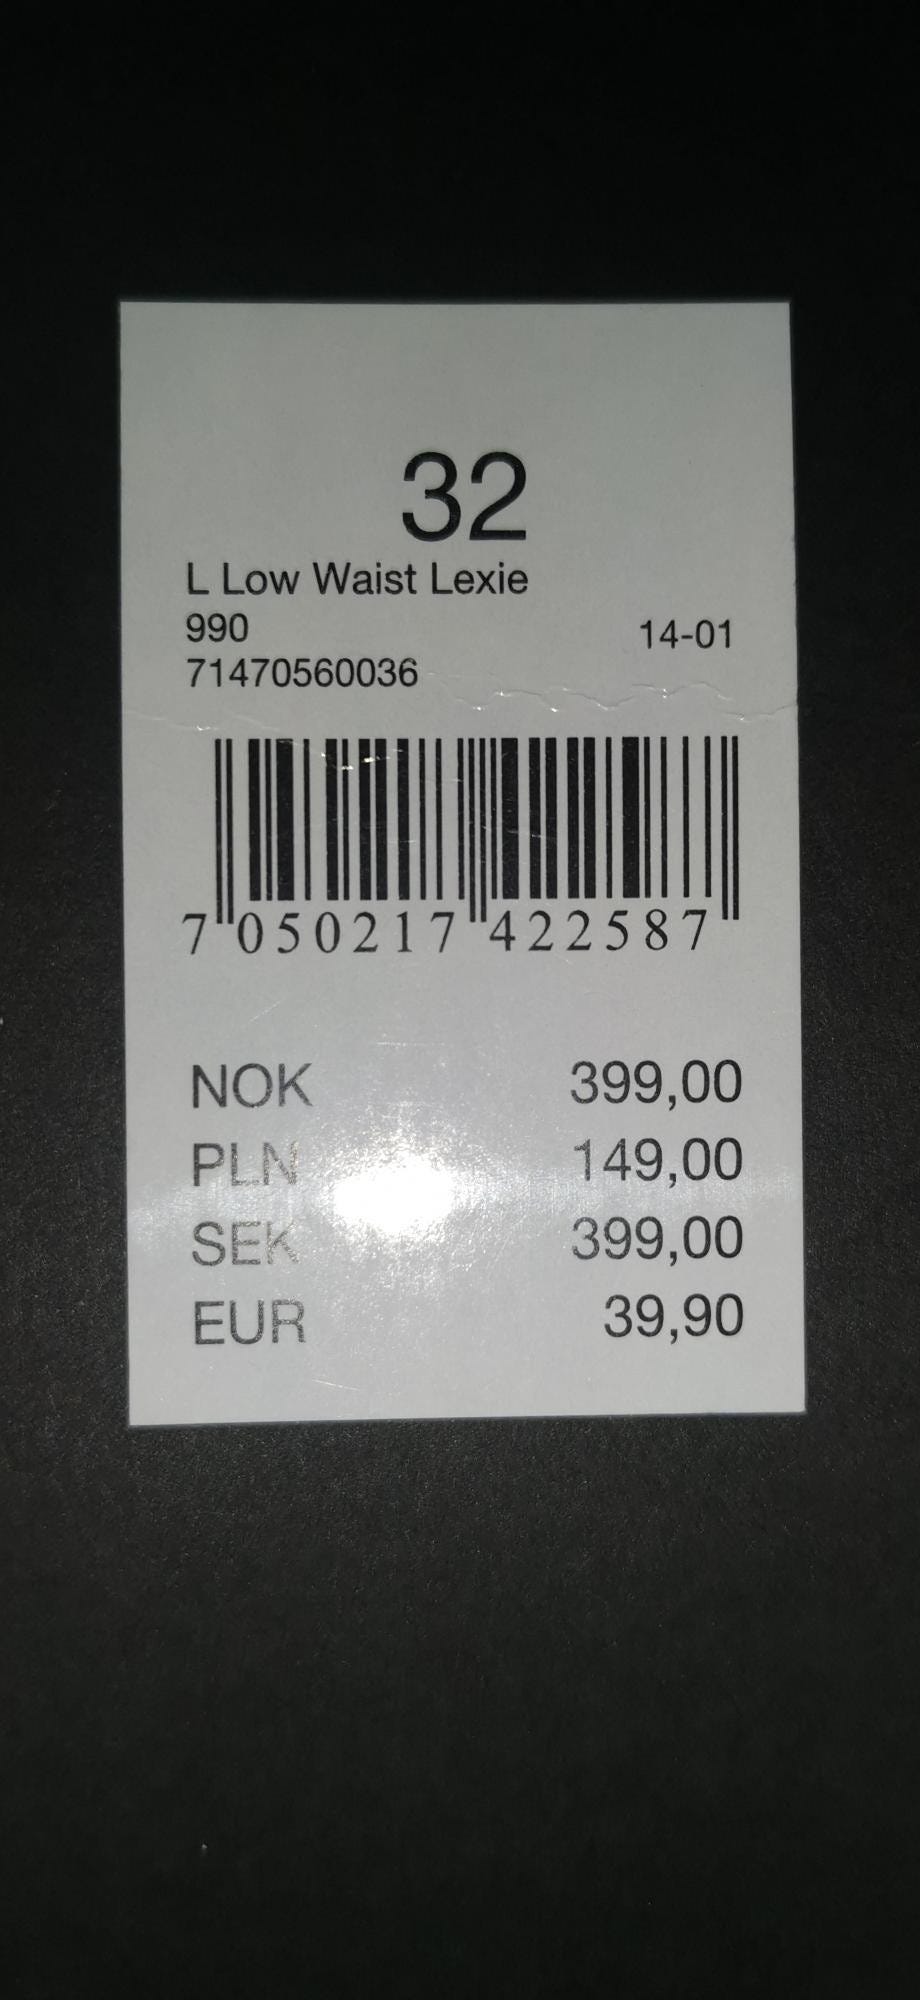 32
L Low Waist Lexie
990 14-01
71470560036
7 050217 422587
NOK 399,00
PLN 149,00
SEK 399,00
EUR 39,90